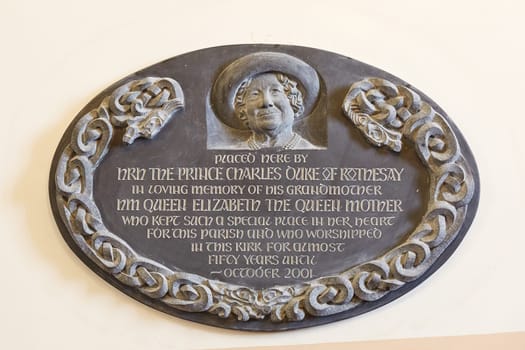 PLACED HERE BY
HRH THE PRINCE CHARLES DUKE OF ROTHESAY
IN LOVING MEMORY OF HIS GRANDMOTHER
HM QUEEN ELIZABETH THE QUEEN MOTHER
WHO KEPT SUCH A SPECIAL PLACE IN HER HEART
FOR THIS PARISH AND WHO WORSHIPPED
IN THIS KIRK FOR ALMOST
FIFTY YEARS UNTIL
~OCTOBER 2001~